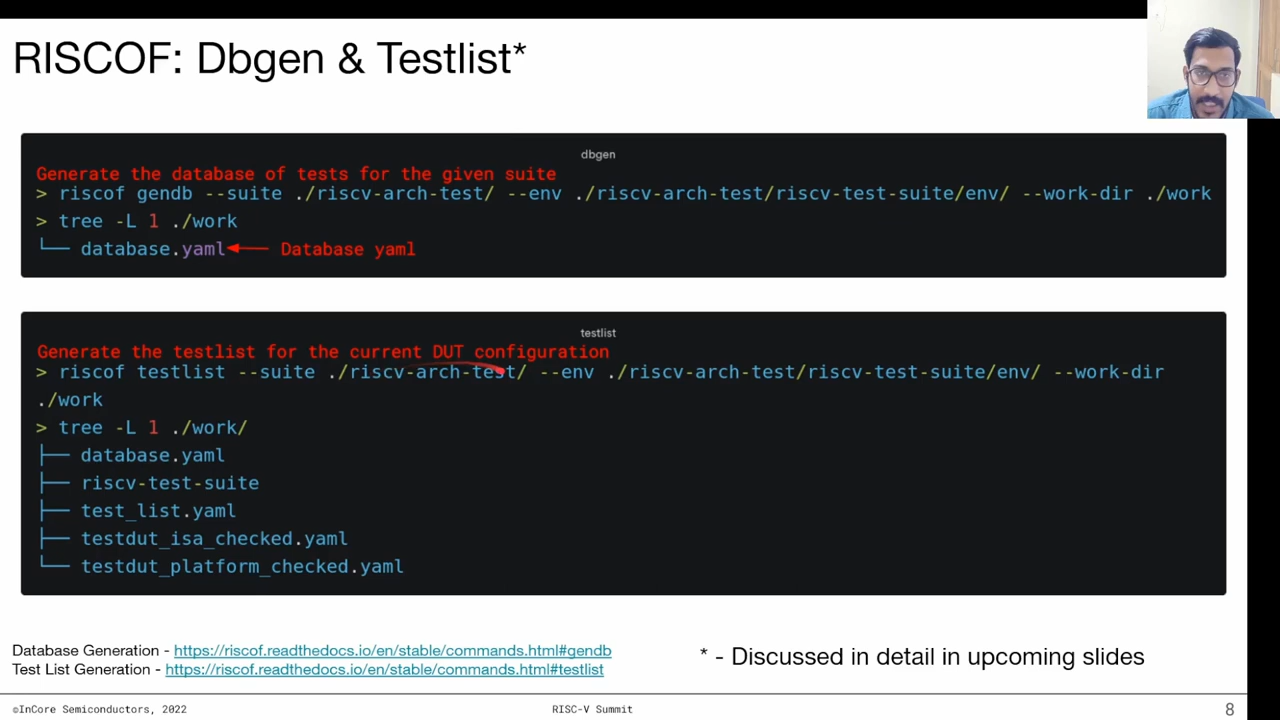 RISCOF: Dbgen & Testlist*
dbgen
Generate the database of tests for the given suite
> riscof gendb --suite ./riscv-arch-test/ --env ./riscv-arch-test/riscv-test-suite/env/ --work-dir ./work
> tree -L 1 ./work
└── database.yaml Database yaml
testlist
Generate the testlist for the current DUT configuration
> riscof testlist --suite ./riscv-arch-test/ --env ./riscv-arch-test/riscv-test-suite/env/ --work-dir
./work
> tree -L 1 ./work/
├── database.yaml
├── riscv-test-suite
├── test_list.yaml
├── testdut_isa_checked.yaml
└── testdut_platform_checked.yaml
Database Generation - https://riscof.readthedocs.io/en/stable/commands.html#gendb
Test List Generation - https://riscof.readthedocs.io/en/stable/commands.html#testlist
* - Discussed in detail in upcoming slides
©InCore Semiconductors, 2022
RISC-V Summit
8